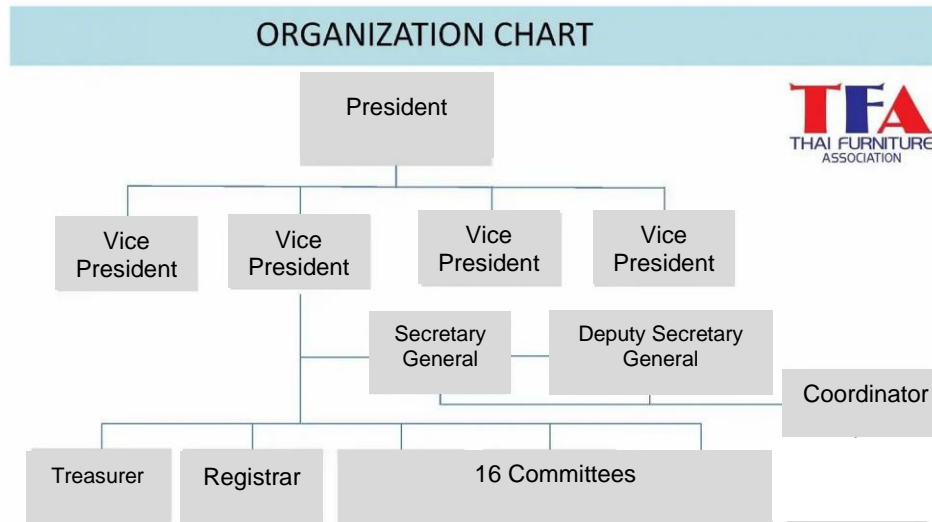 ORGANIZATION CHART
President
TFA
THAI FURNITURE
ASSOCIATION
Vice
President
Vice
President
Vice
President
Vice
President
Secretary
General
Deputy Secretary
General
Coordinator
Treasurer
Registrar
16 Committees